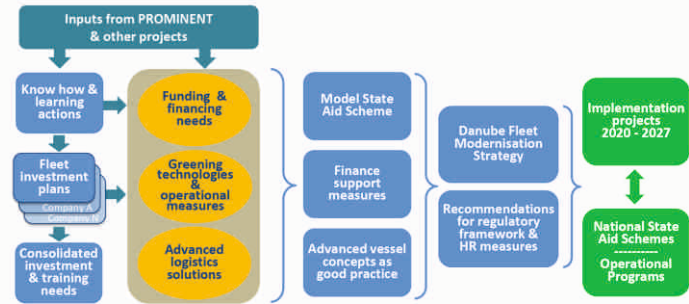 Inputs from PROMINENT
& other projects
Know how &
learning
actions
Fleet
investment
plans
Company A
Company N
Consolidated
investment
& training
needs
Funding &
financing
needs
Greening
technologies
& operational
measures
Advanced
logistics
solutions
Model State
Aid Scheme
Finance
support
measures
Advanced vessel
concepts as
good practice
Danube Fleet
Modernisation
Strategy
Recommendations
for regulatory
framework &
HR measures
Implementation
projects
2020 - 2027
National State
Aid Schemes
----------
Operational
Programs